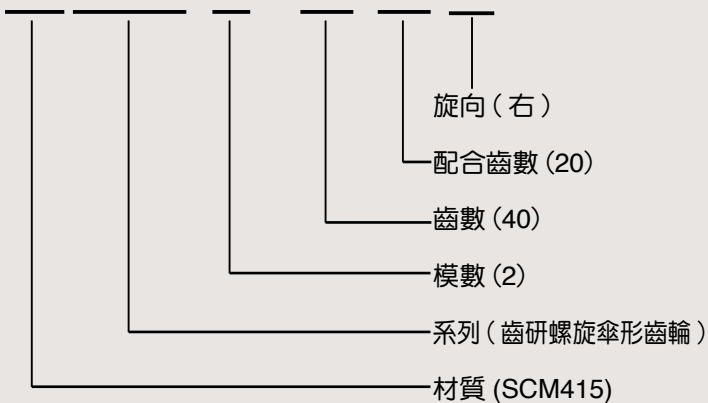 旋向 ( 右 )
配合齒數 (20)
齒數 (40)
模數 (2)
系列 ( 齒研螺旋傘形齒輪 )
材質 (SCM415)